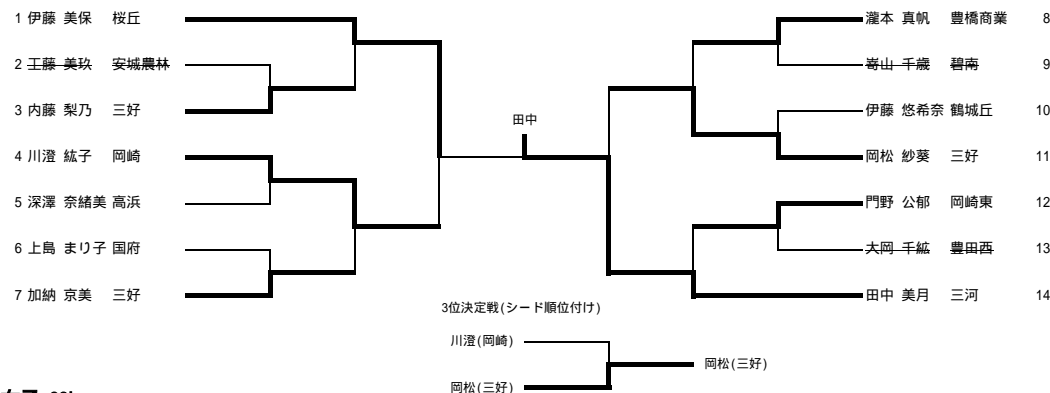 1 伊藤 美保 桜丘
2 工藤 美玖 安城農林
3 内藤 梨乃 三好
4 川澄 紘子 岡崎
5 深澤 奈緒美 高浜
6 上島 まり子 国府
7 加納 京美 三好
田中
瀧本 真帆 豊橋商業 8
嵜山 千歳 碧南 9
伊藤 悠希奈 鶴城丘 10
岡松 紗葵 三好 11
門野 公郁 岡崎東 12
大岡 千紘 豊田西 13
田中 美月 三河 14
3位決定戦(シード順位付け)
川澄(岡崎)
岡松(三好)
岡松(三好)